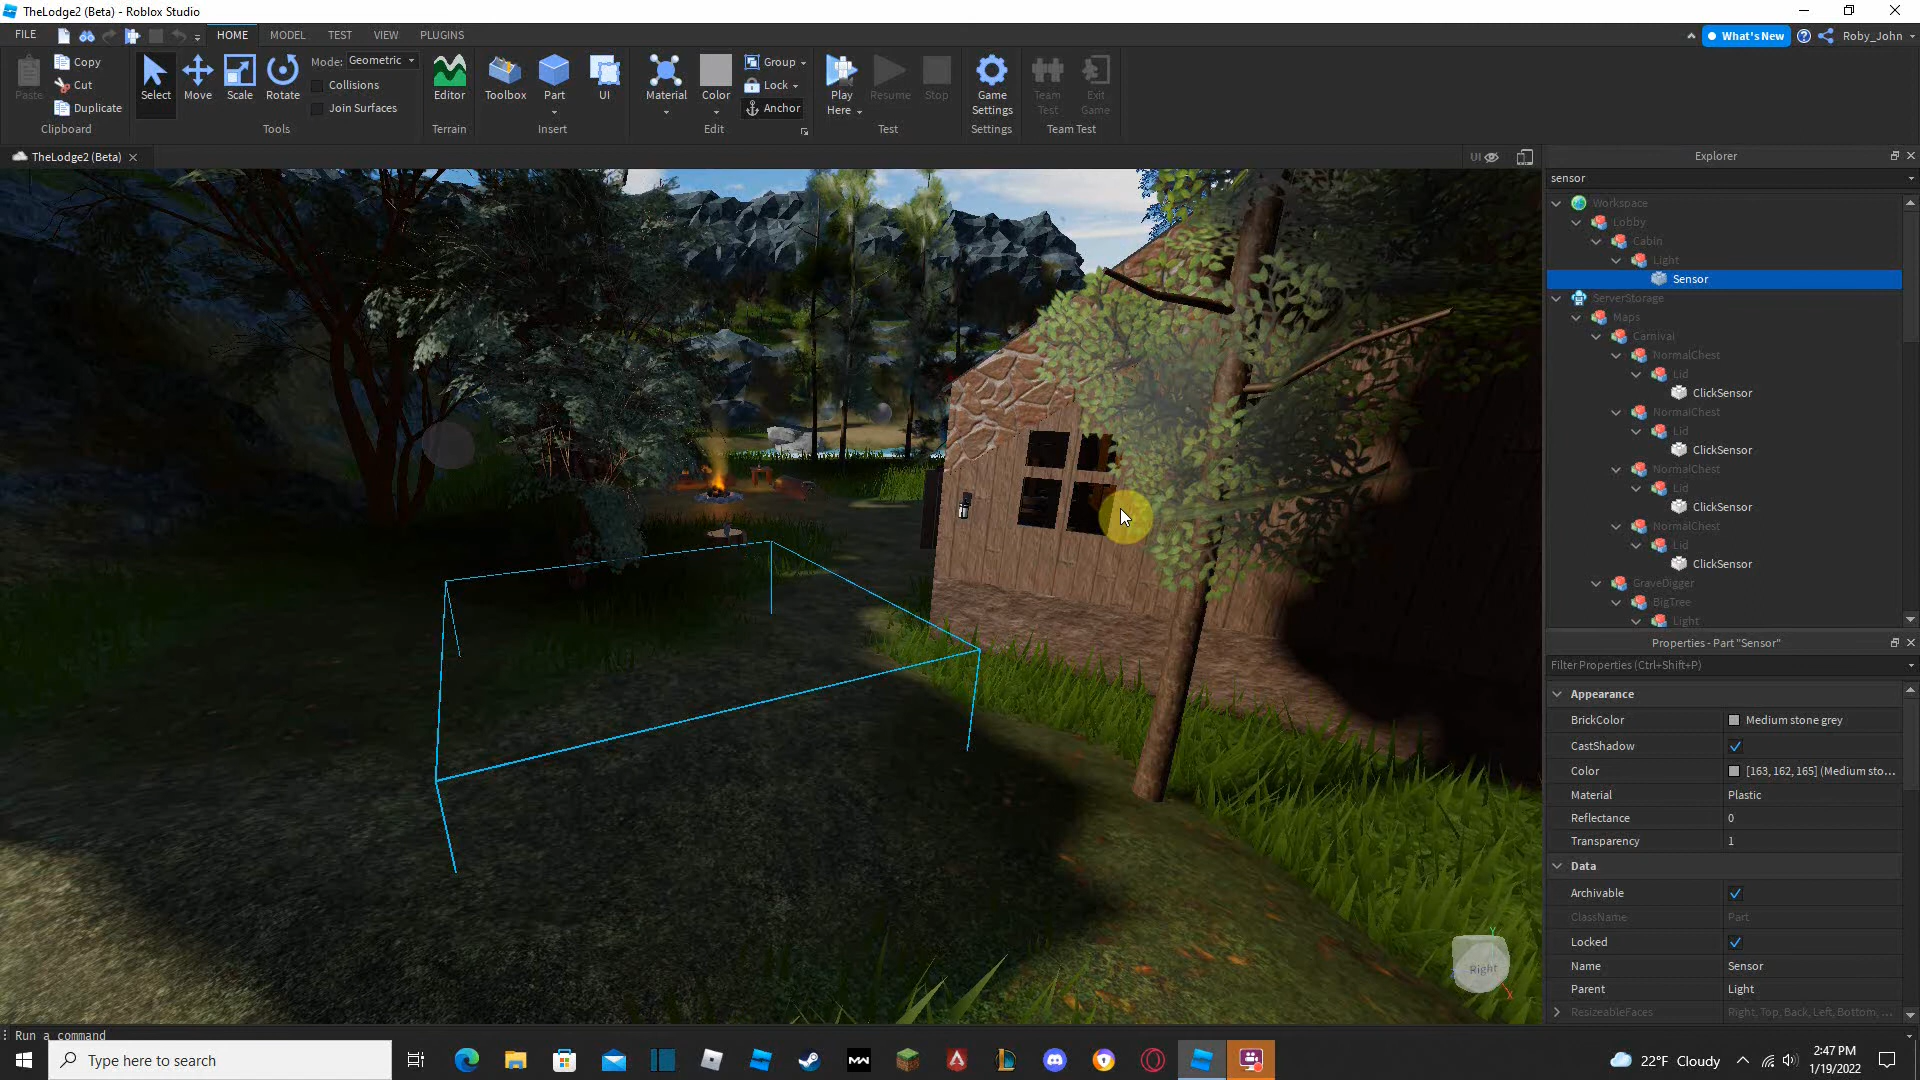 TheLodge2 (Beta) - Roblox Studio
FILE
HOME
MODEL
TEST
VIEW
PLUGINS
What's New
Roby_John
Paste
Copy
Cut
Duplicate
Clipboard
Select
Move
Scale
Rotate
Mode: Geometric
Collisions
Join Surfaces
Tools
Editor
Terrain
Toolbox
Part
UI
Insert
Material
Color
Group
Lock
Anchor
Edit
Play Here
Resume
Stop
Test
Game Settings
Settings
Team Test
Exit Game
Team Test
TheLodge2 (Beta)
UI
Explorer
sensor
Workspace
Lobby
Cabin
Light
Sensor
ServerStorage
Maps
Carnival
NormalChest
Lid
ClickSensor
NormalChest
Lid
ClickSensor
NormalChest
Lid
ClickSensor
NormalChest
Lid
ClickSensor
GraveDigger
BigTree
Light
Properties - Part "Sensor"
Filter Properties (Ctrl+Shift+P)
Appearance
BrickColor Medium stone grey
CastShadow
Color [163, 162, 165] (Medium sto...
Material Plastic
Reflectance 0
Transparency 1
Data
Archivable
ClassName Part
Locked
Name Sensor
Parent Light
ResizeableFaces Right, Top, Back, Left, Bottom, ...
Right
X
Y
Run a command
Type here to search
22°F Cloudy
2:47 PM
1/19/2022